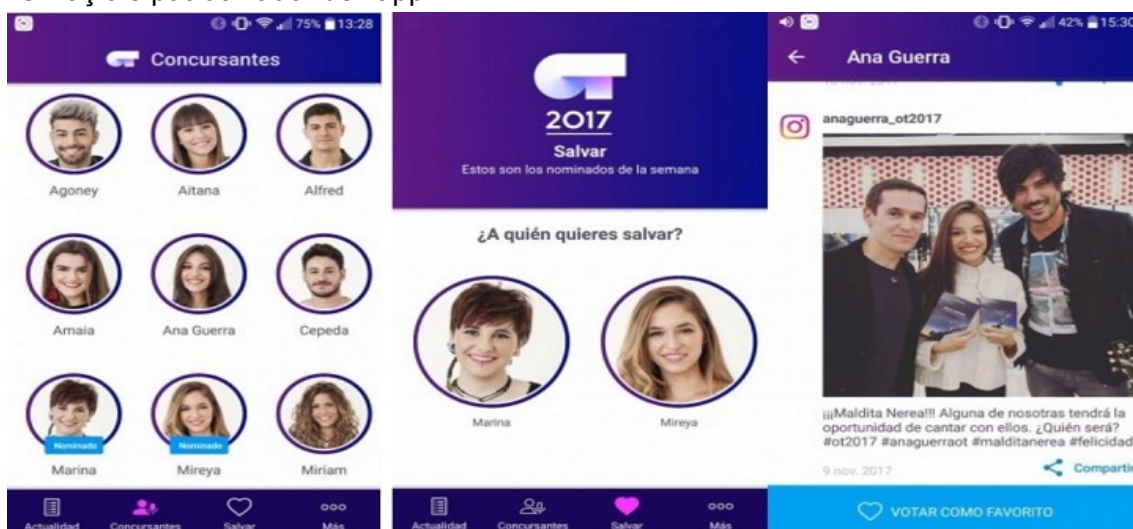 75% 13:28
Concursantes
Agoney
Aitana
Alfred
Amaia
Ana Guerra
Cepeda
Nominado
Nominado
Marina
Mireya
Miriam
Actualidad
Concursantes
Salvar
Más
2017
Salvar
Estos son los nominados de la semana
¿A quién quieres salvar?
Marina
Mireya
Actualidad
Concursantes
Salvar
Más
42% 15:30
Ana Guerra
anaguerra_ot2017
¡¡¡Maldita Nerea!!! Alguna de nosotras tendrá la
oportunidad de cantar con ellos. ¿Quién será?
#ot2017 #anaguerraot #malditanerea #felicidad
9 nov. 2017
Compartir
VOTAR COMO FAVORITO